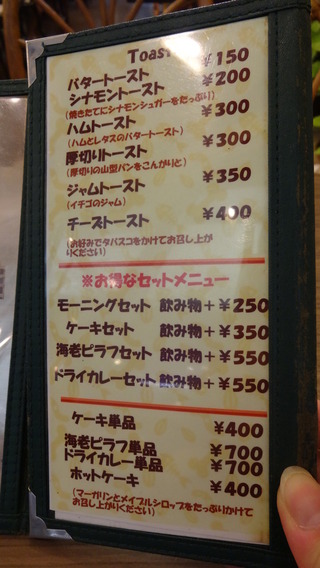 Toast
バタートースト ￥150
シナモントースト ￥200
(焼きたてにシナモンシュガーをたっぷり)
ハムトースト ￥300
(ハムとレタスのバタートースト)
厚切りトースト ￥300
(厚切りの山型パンをこんがりと)
ジャムトースト ￥350
(イチゴのジャム)
チーズトースト ￥400
(お好みでタバスコをかけてお召し上が
りください)
※お得なセットメニュー
モーニングセット 飲み物＋￥250
ケーキセット 飲み物＋￥350
海老ピラフセット 飲み物＋￥550
ドライカレーセット 飲み物＋￥550
ケーキ単品 ￥400
海老ピラフ単品 ￥700
ドライカレー単品 ￥700
ホットケーキ ￥400
(マーガリンとメイプルシロップをたっぷりかけて
お召し上がりください)